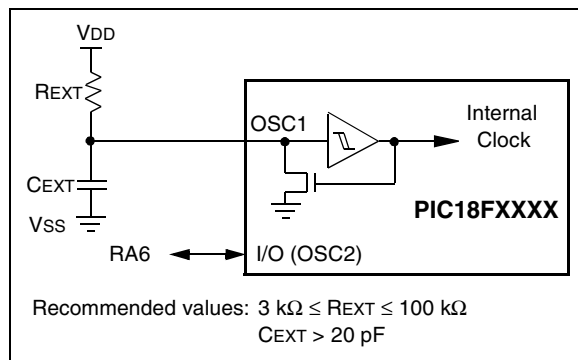 VDD
REXT
OSC1
Internal
Clock
CEXT
PIC18FXXXX
VSS
RA6
I/O (OSC2)
Recommended values: 3 kΩ ≤ REXT ≤ 100 kΩ
CEXT > 20 pF